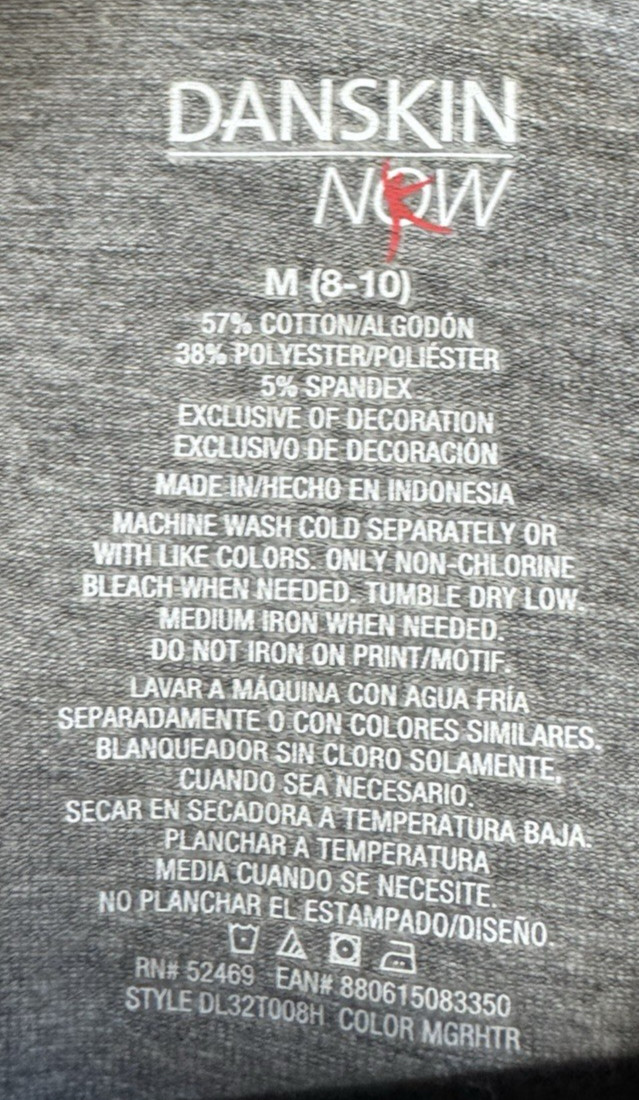 DANSKIN
NOW
M (8-10)
57% COTTON/ALGODÓN
38% POLYESTER/POLIÉSTER
5% SPANDEX
EXCLUSIVE OF DECORATION
EXCLUSIVO DE DECORACIÓN
MADE IN/HECHO EN INDONESIA
MACHINE WASH COLD SEPARATELY OR
WITH LIKE COLORS. ONLY NON-CHLORINE
BLEACH WHEN NEEDED. TUMBLE DRY LOW.
MEDIUM IRON WHEN NEEDED.
DO NOT IRON ON PRINT/MOTIF.
LAVAR A MÁQUINA CON AGUA FRÍA
SEPARADAMENTE O CON COLORES SIMILARES.
BLANQUEADOR SIN CLORO SOLAMENTE,
CUANDO SEA NECESARIO.
SECAR EN SECADORA A TEMPERATURA BAJA.
PLANCHAR A TEMPERATURA
MEDIA CUANDO SE NECESITE.
NO PLANCHAR EL ESTAMPADO/DISEÑO.
RN# 52469 EAN# 880615083350
STYLE DL32T008H COLOR MGRHTR